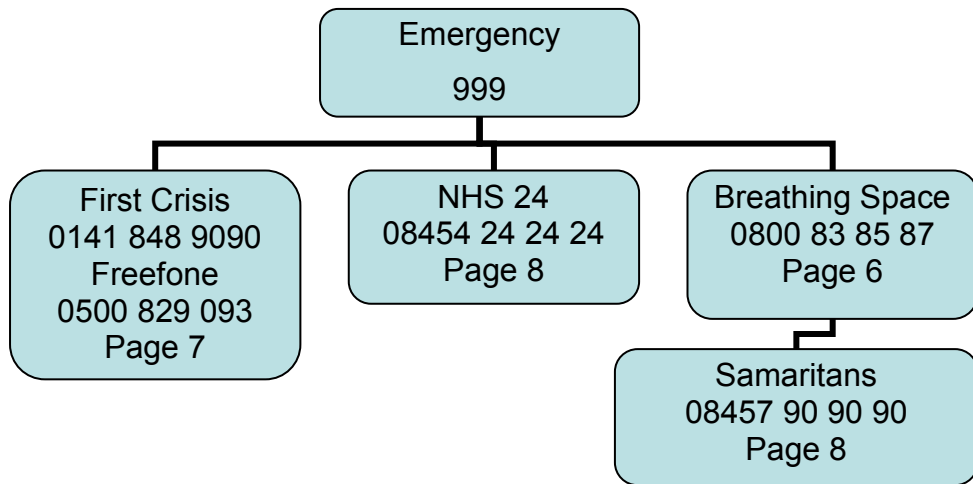 Emergency
999
First Crisis
0141 848 9090
Freefone
0500 829 093
Page 7
NHS 24
08454 24 24 24
Page 8
Breathing Space
0800 83 85 87
Page 6
Samaritans
08457 90 90 90
Page 8